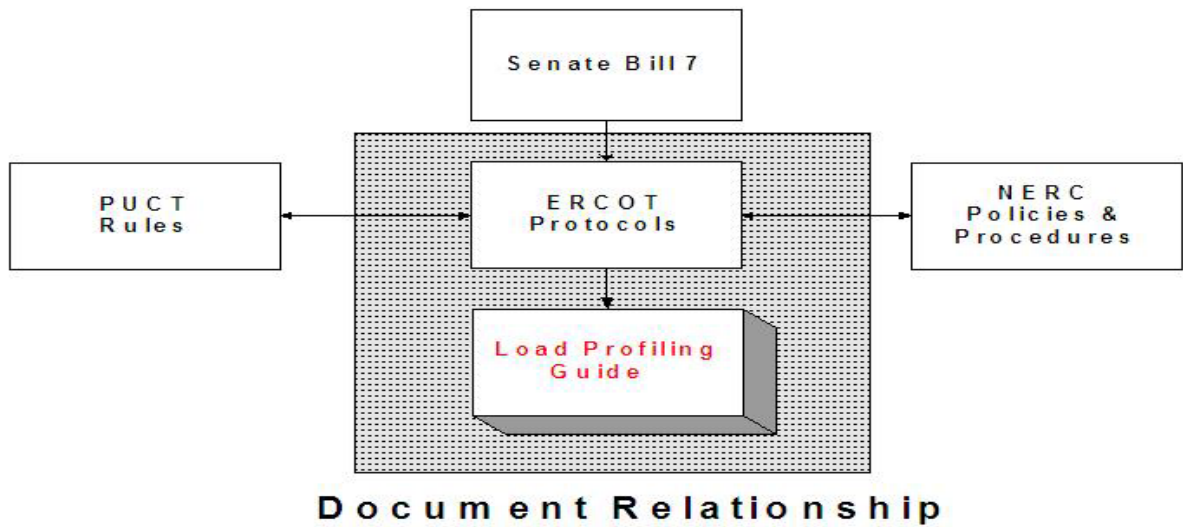 Senate Bill 7
PUCT
Rules
ERCOT
Protocols
NERC
Policies &
Procedures
Load Profiling
Guide
Document Relationship